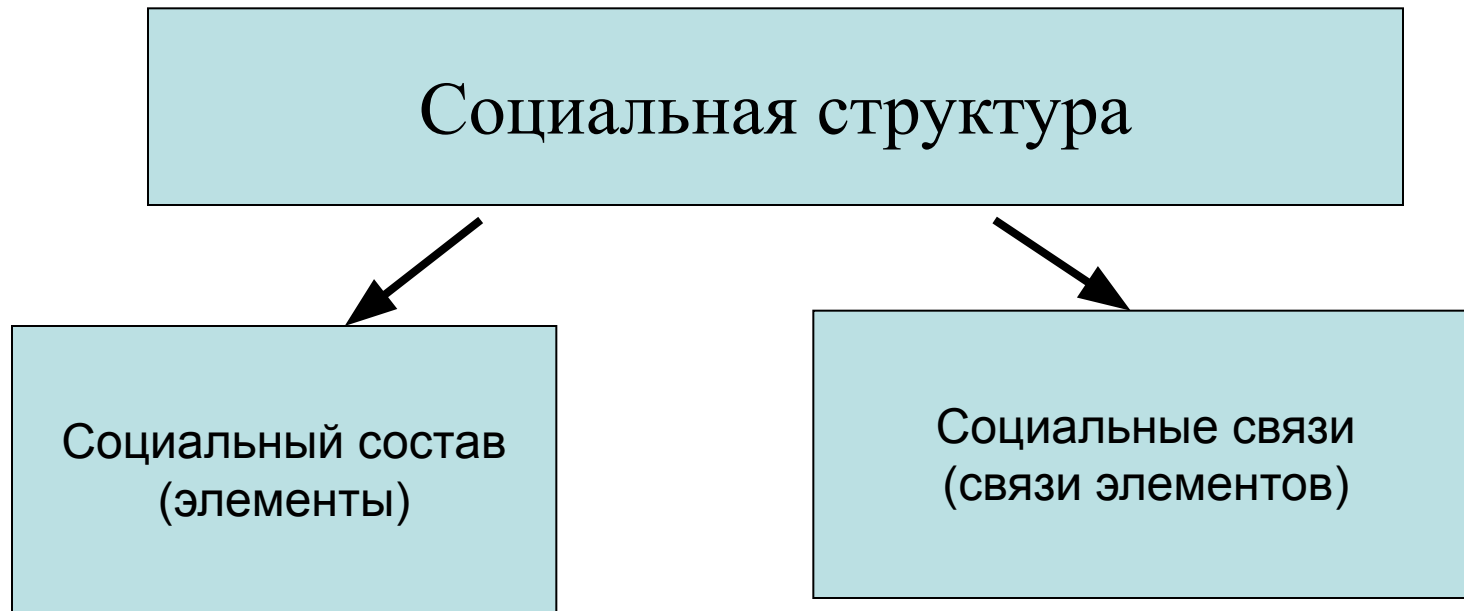 Социальная структура
Социальный состав
(элементы)
Социальные связи
(связи элементов)